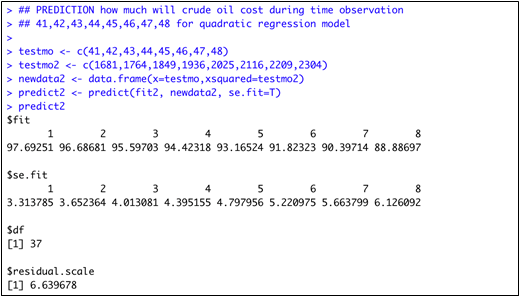 > ## PREDICTION how much will crude oil cost during time observation
> ## 41,42,43,44,45,46,47,48 for quadratic regression model
>
> testmo <- c(41,42,43,44,45,46,47,48)
> testmo2 <- c(1681,1764,1849,1936,2025,2116,2209,2304)
> newdata2 <- data.frame(x=testmo,xsquared=testmo2)
> predict2 <- predict(fit2, newdata2, se.fit=T)
> predict2
$fit
1 2 3 4 5 6 7 8
97.69251 96.68681 95.59703 94.42318 93.16524 91.82323 90.39714 88.88697
$se.fit
1 2 3 4 5 6 7 8
3.313785 3.652364 4.013081 4.395155 4.797956 5.220975 5.663799 6.126092
$df
[1] 37
$residual.scale
[1] 6.639678